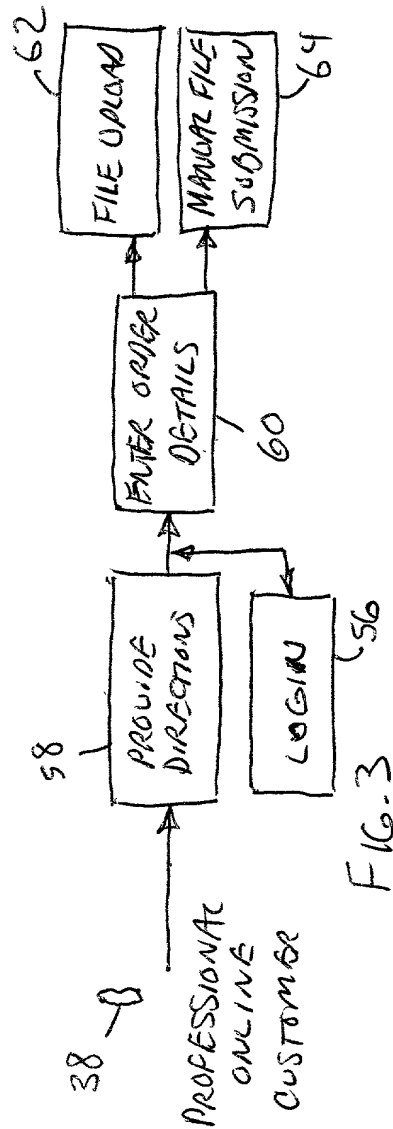 38
PROFESSIONAL
ONLINE
CUSTOMER
58
PROVIDE
DIRECTIONS
LOGIN
56
ENTER ORDER
DETAILS
60
FILE UPLOAD
62
MANUAL FILE
SUBMISSION
64
FIG. 3